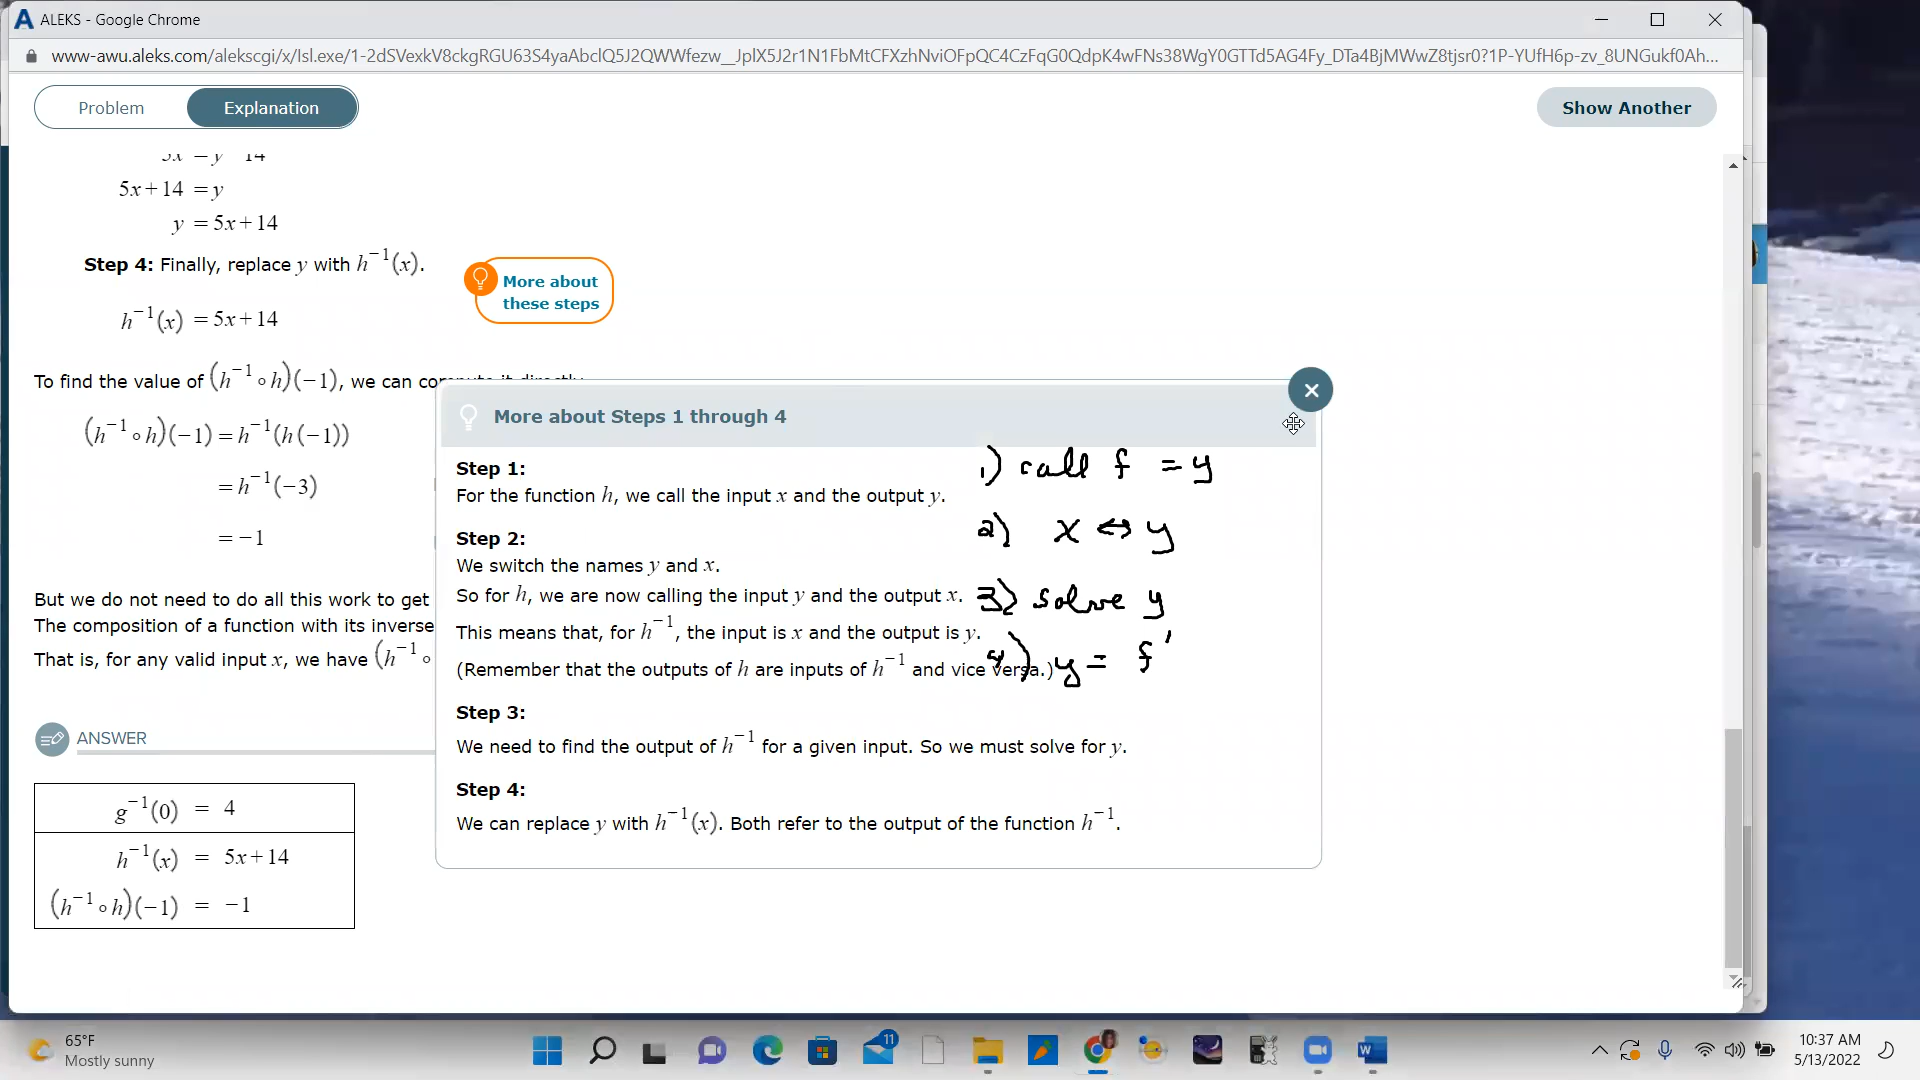 ALEKS - Google Chrome
www-awu.aleks.com/alekscgi/x/Isl.exe/1-2dSVexkV8ckgRGU63S4yaAbclQ5J2QWWfezw__JplX5J2r1N1FbMtCFXzhNviOFpQC4CzFqG0QdpK4wFNs38WgY0GTTd5AG4Fy_DTa4BjMWwZ8tjsr0?1P-YUfH6p-zv_8UNGukf0Ah...
Problem Explanation Show Another
5x+14 = y
y = 5x+14
Step 4: Finally, replace y with h⁻¹(x).
More about
these steps
h⁻¹(x) = 5x+14
To find the value of (h⁻¹∘h)(−1), we can compute it directly
(h⁻¹∘h)(−1) = h⁻¹(h(−1))
= h⁻¹(−3)
= −1
But we do not need to do all this work to get
The composition of a function with its inverse
That is, for any valid input x, we have (h⁻¹∘
ANSWER
g⁻¹(0) = 4
h⁻¹(x) = 5x+14
(h⁻¹∘h)(−1) = −1
More about Steps 1 through 4
Step 1:
For the function h, we call the input x and the output y.
Step 2:
We switch the names y and x.
So for h, we are now calling the input y and the output x.
This means that, for h⁻¹, the input is x and the output is y.
(Remember that the outputs of h are inputs of h⁻¹ and vice versa.)
Step 3:
We need to find the output of h⁻¹ for a given input. So we must solve for y.
Step 4:
We can replace y with h⁻¹(x). Both refer to the output of the function h⁻¹.
1) call f = y
2) x ⇔ y
3) solve y
4) y = f'
65°F
Mostly sunny
11
10:37 AM
5/13/2022